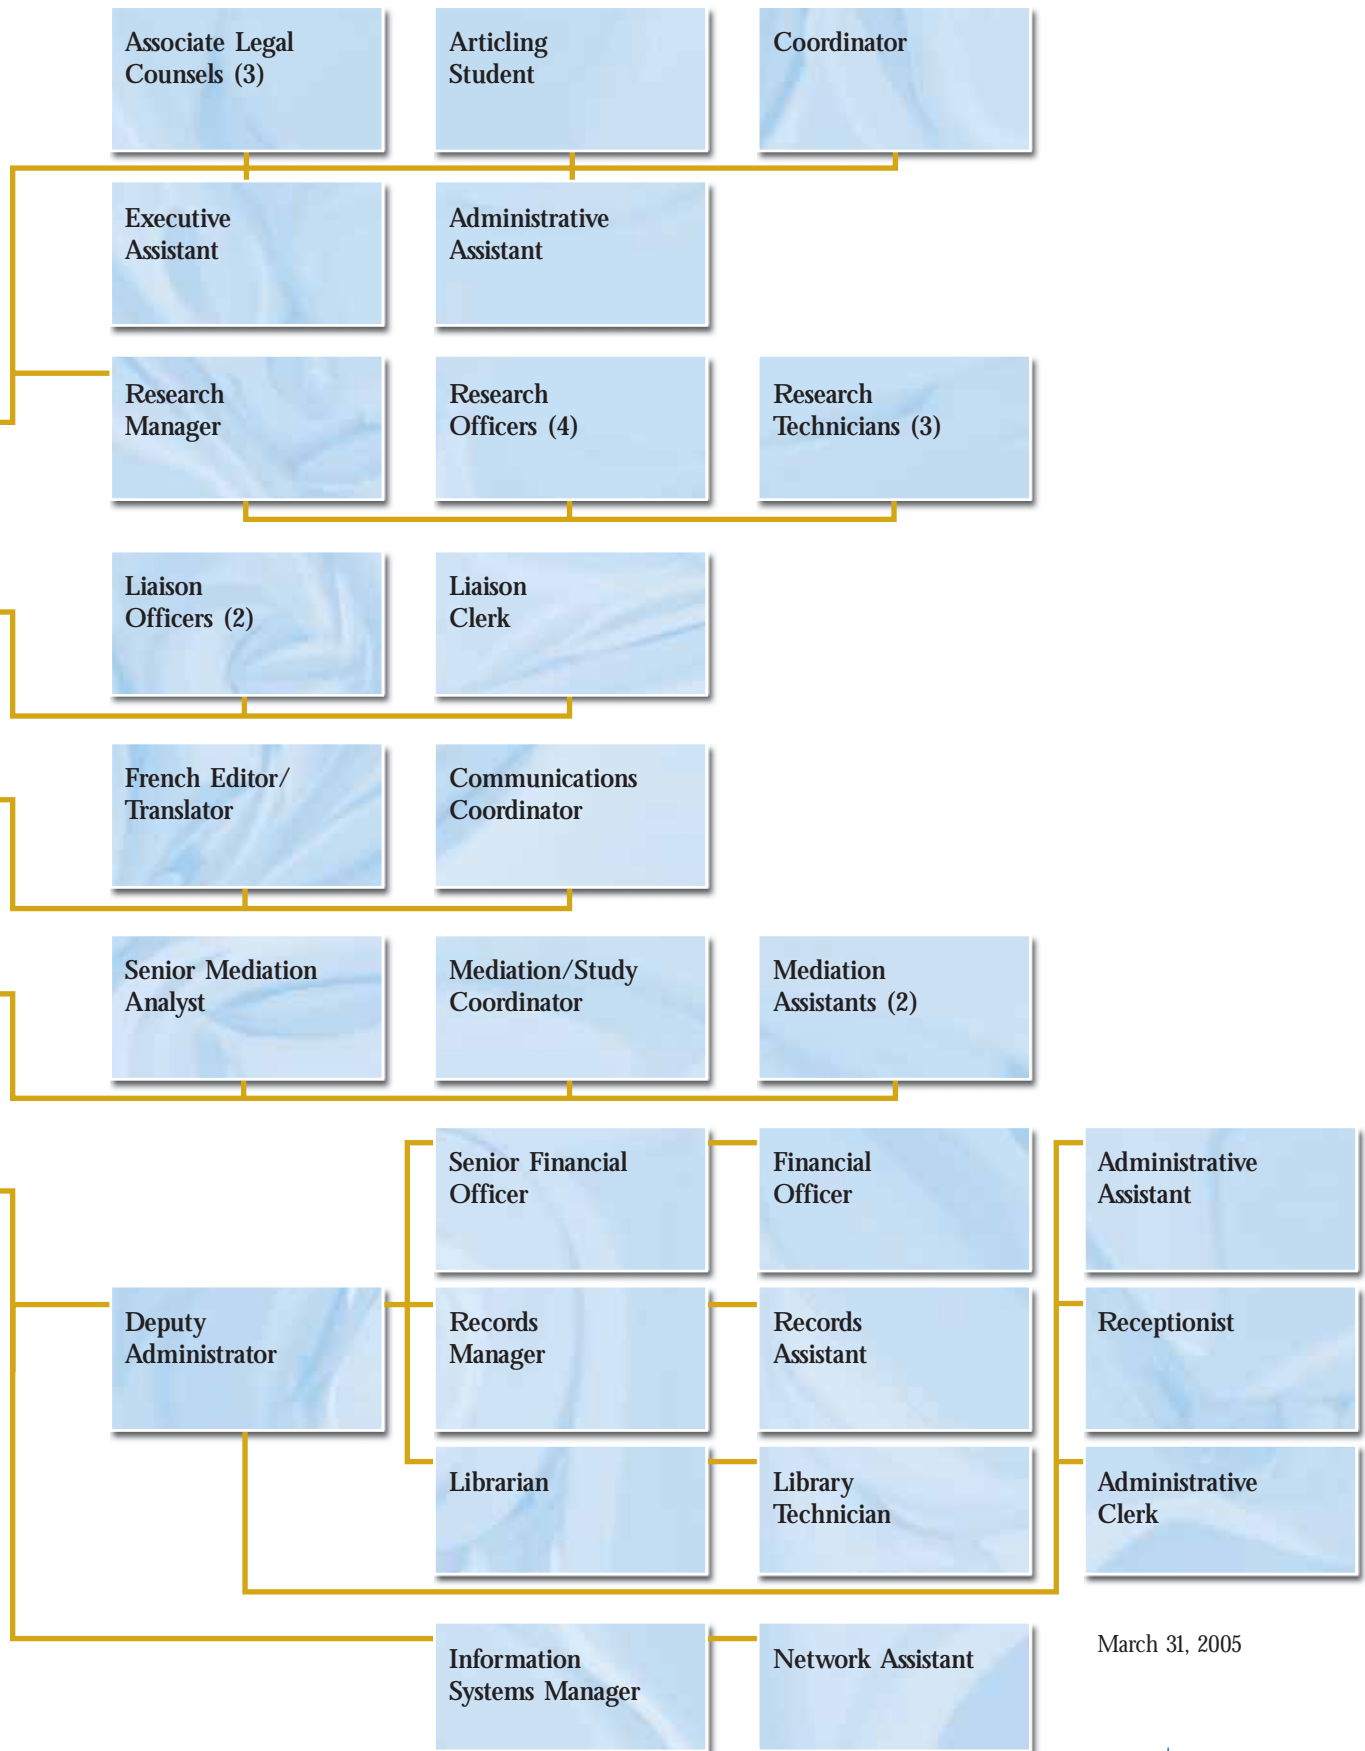 Associate Legal
Counsels (3)
Articling
Student
Coordinator
Executive
Assistant
Administrative
Assistant
Research
Manager
Research
Officers (4)
Research
Technicians (3)
Liaison
Officers (2)
Liaison
Clerk
French Editor/
Translator
Communications
Coordinator
Senior Mediation
Analyst
Mediation/Study
Coordinator
Mediation
Assistants (2)
Senior Financial
Officer
Financial
Officer
Administrative
Assistant
Deputy
Administrator
Records
Manager
Records
Assistant
Receptionist
Librarian
Library
Technician
Administrative
Clerk
Information
Systems Manager
Network Assistant
March 31, 2005